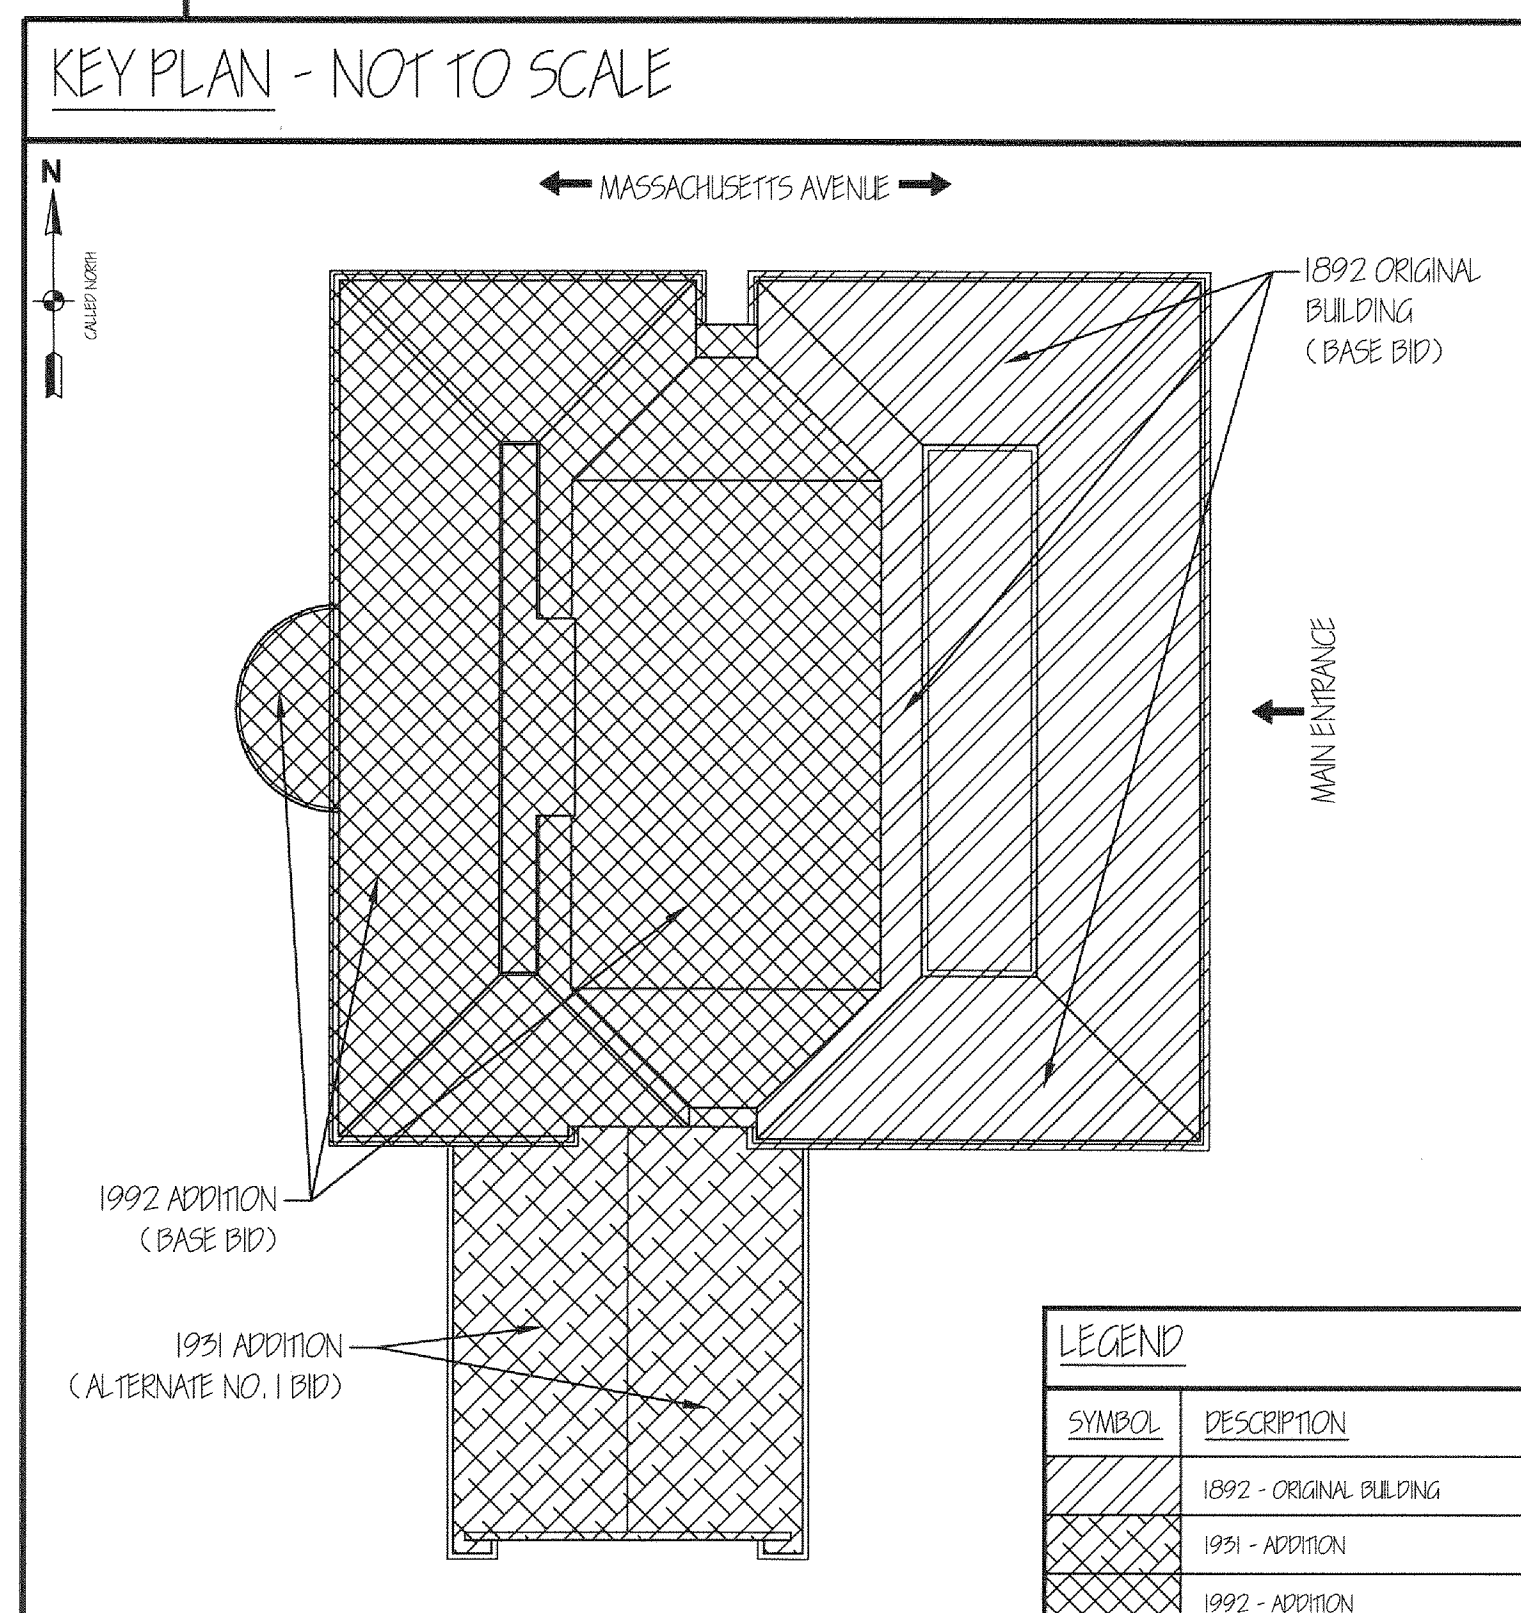 KEY PLAN - NOT TO SCALE
N
CALLED NORTH
MASSACHUSETTS AVENUE
1892 ORIGINAL
BUILDING
(BASE BID)
MAIN ENTRANCE
1992 ADDITION
(BASE BID)
1931 ADDITION
(ALTERNATE NO. 1 BID)
LEGEND
SYMBOL DESCRIPTION
1892 - ORIGINAL BUILDING
1931 - ADDITION
1992 - ADDITION